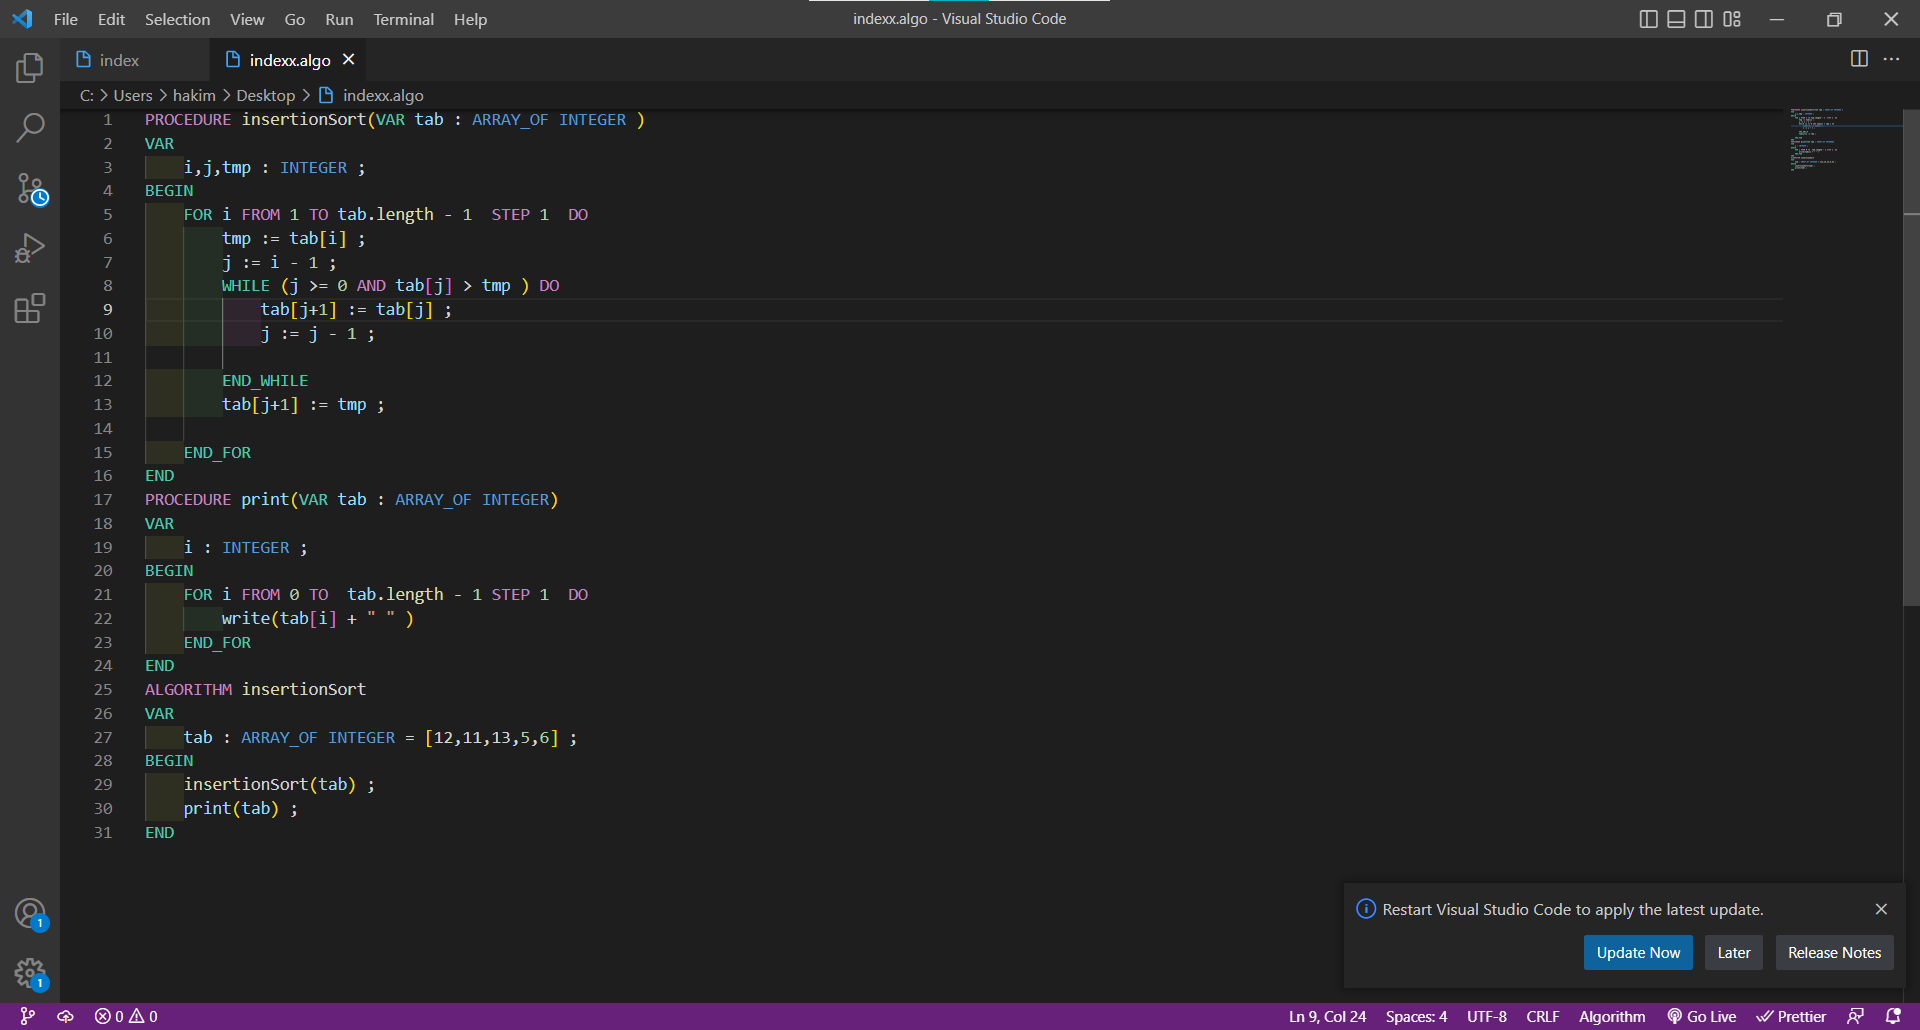 File Edit Selection View Go Run Terminal Help
indexx.algo - Visual Studio Code
index indexx.algo
C: > Users > hakim > Desktop > indexx.algo
1 PROCEDURE insertionSort(VAR tab : ARRAY_OF INTEGER )
2 VAR
3 i,j,tmp : INTEGER ;
4 BEGIN
5 FOR i FROM 1 TO tab.length - 1  STEP 1  DO
6 tmp := tab[i] ;
7 j := i - 1 ;
8 WHILE (j >= 0 AND tab[j] > tmp ) DO
9 tab[j+1] := tab[j] ;
10 j := j - 1 ;
11
12 END_WHILE
13 tab[j+1] := tmp ;
14
15 END_FOR
16 END
17 PROCEDURE print(VAR tab : ARRAY_OF INTEGER)
18 VAR
19 i : INTEGER ;
20 BEGIN
21 FOR i FROM 0 TO  tab.length - 1 STEP 1  DO
22 write(tab[i] + " " )
23 END_FOR
24 END
25 ALGORITHM insertionSort
26 VAR
27 tab : ARRAY_OF INTEGER = [12,11,13,5,6] ;
28 BEGIN
29 insertionSort(tab) ;
30 print(tab) ;
31 END
Restart Visual Studio Code to apply the latest update.
Update Now Later Release Notes
1
1
0 0
Ln 9, Col 24 Spaces: 4 UTF-8 CRLF Algorithm Go Live Prettier